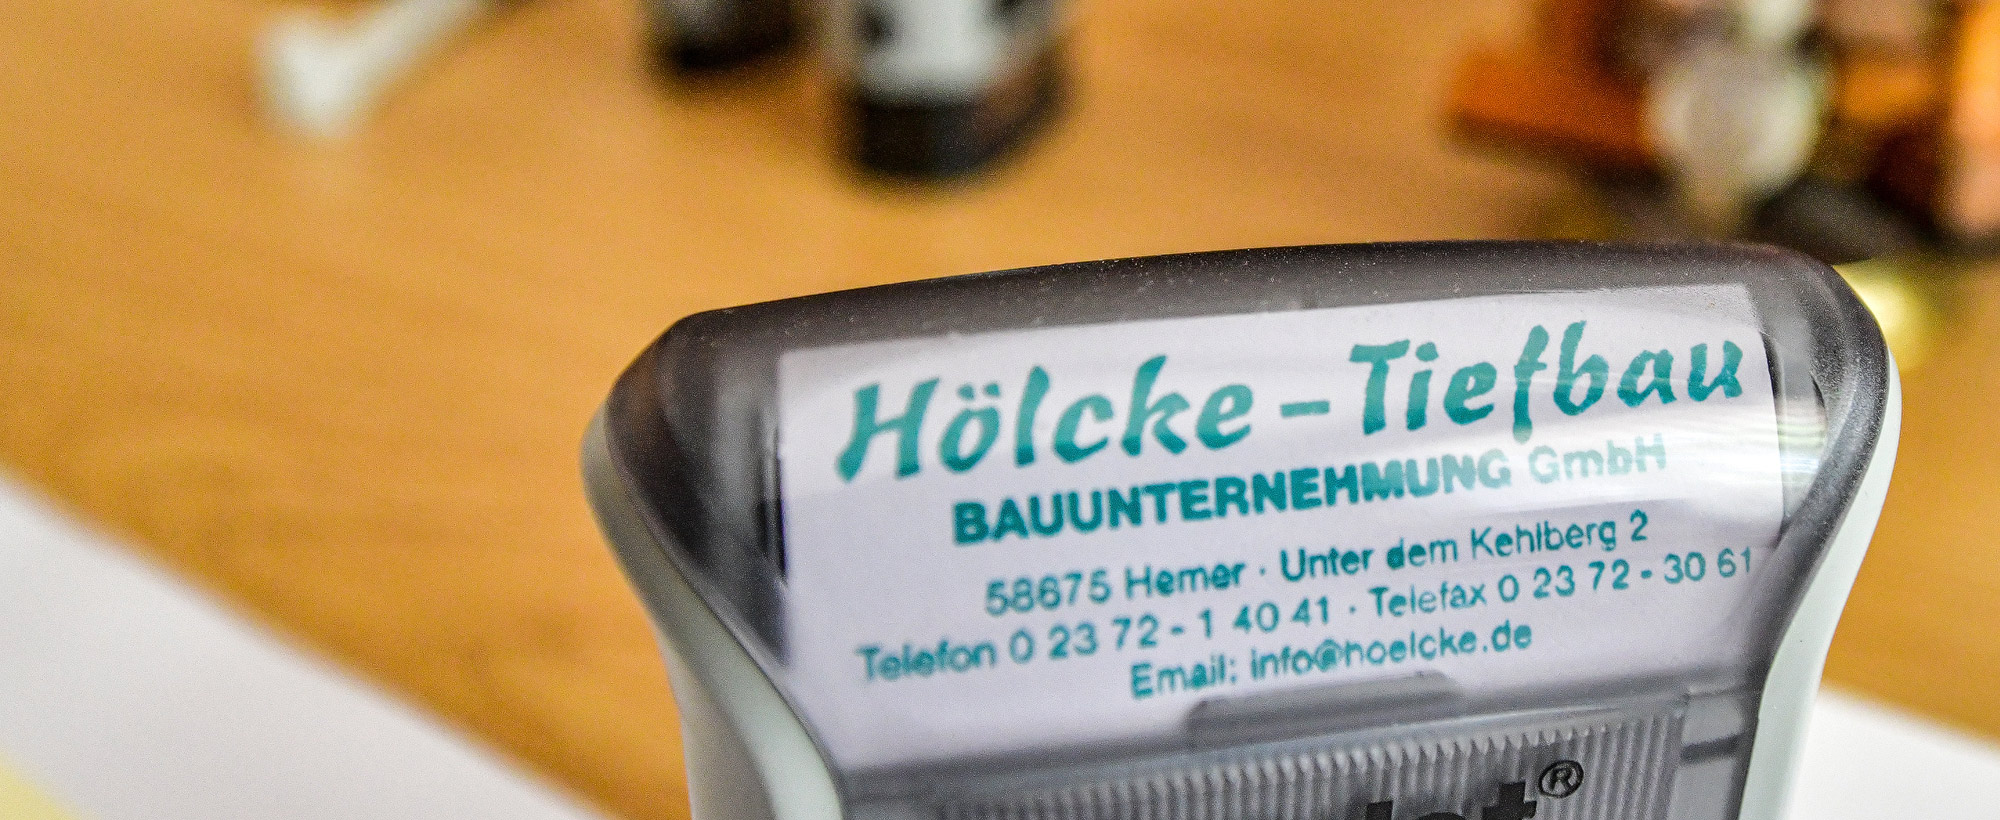 Hölcke-Tiefbau
BAUUNTERNEHMUNG GmbH
58675 Hemer · Unter dem Kehlberg 2
Telefon 0 23 72 - 1 40 41 · Telefax 0 23 72 - 30 61
Email: info@hoelcke.de